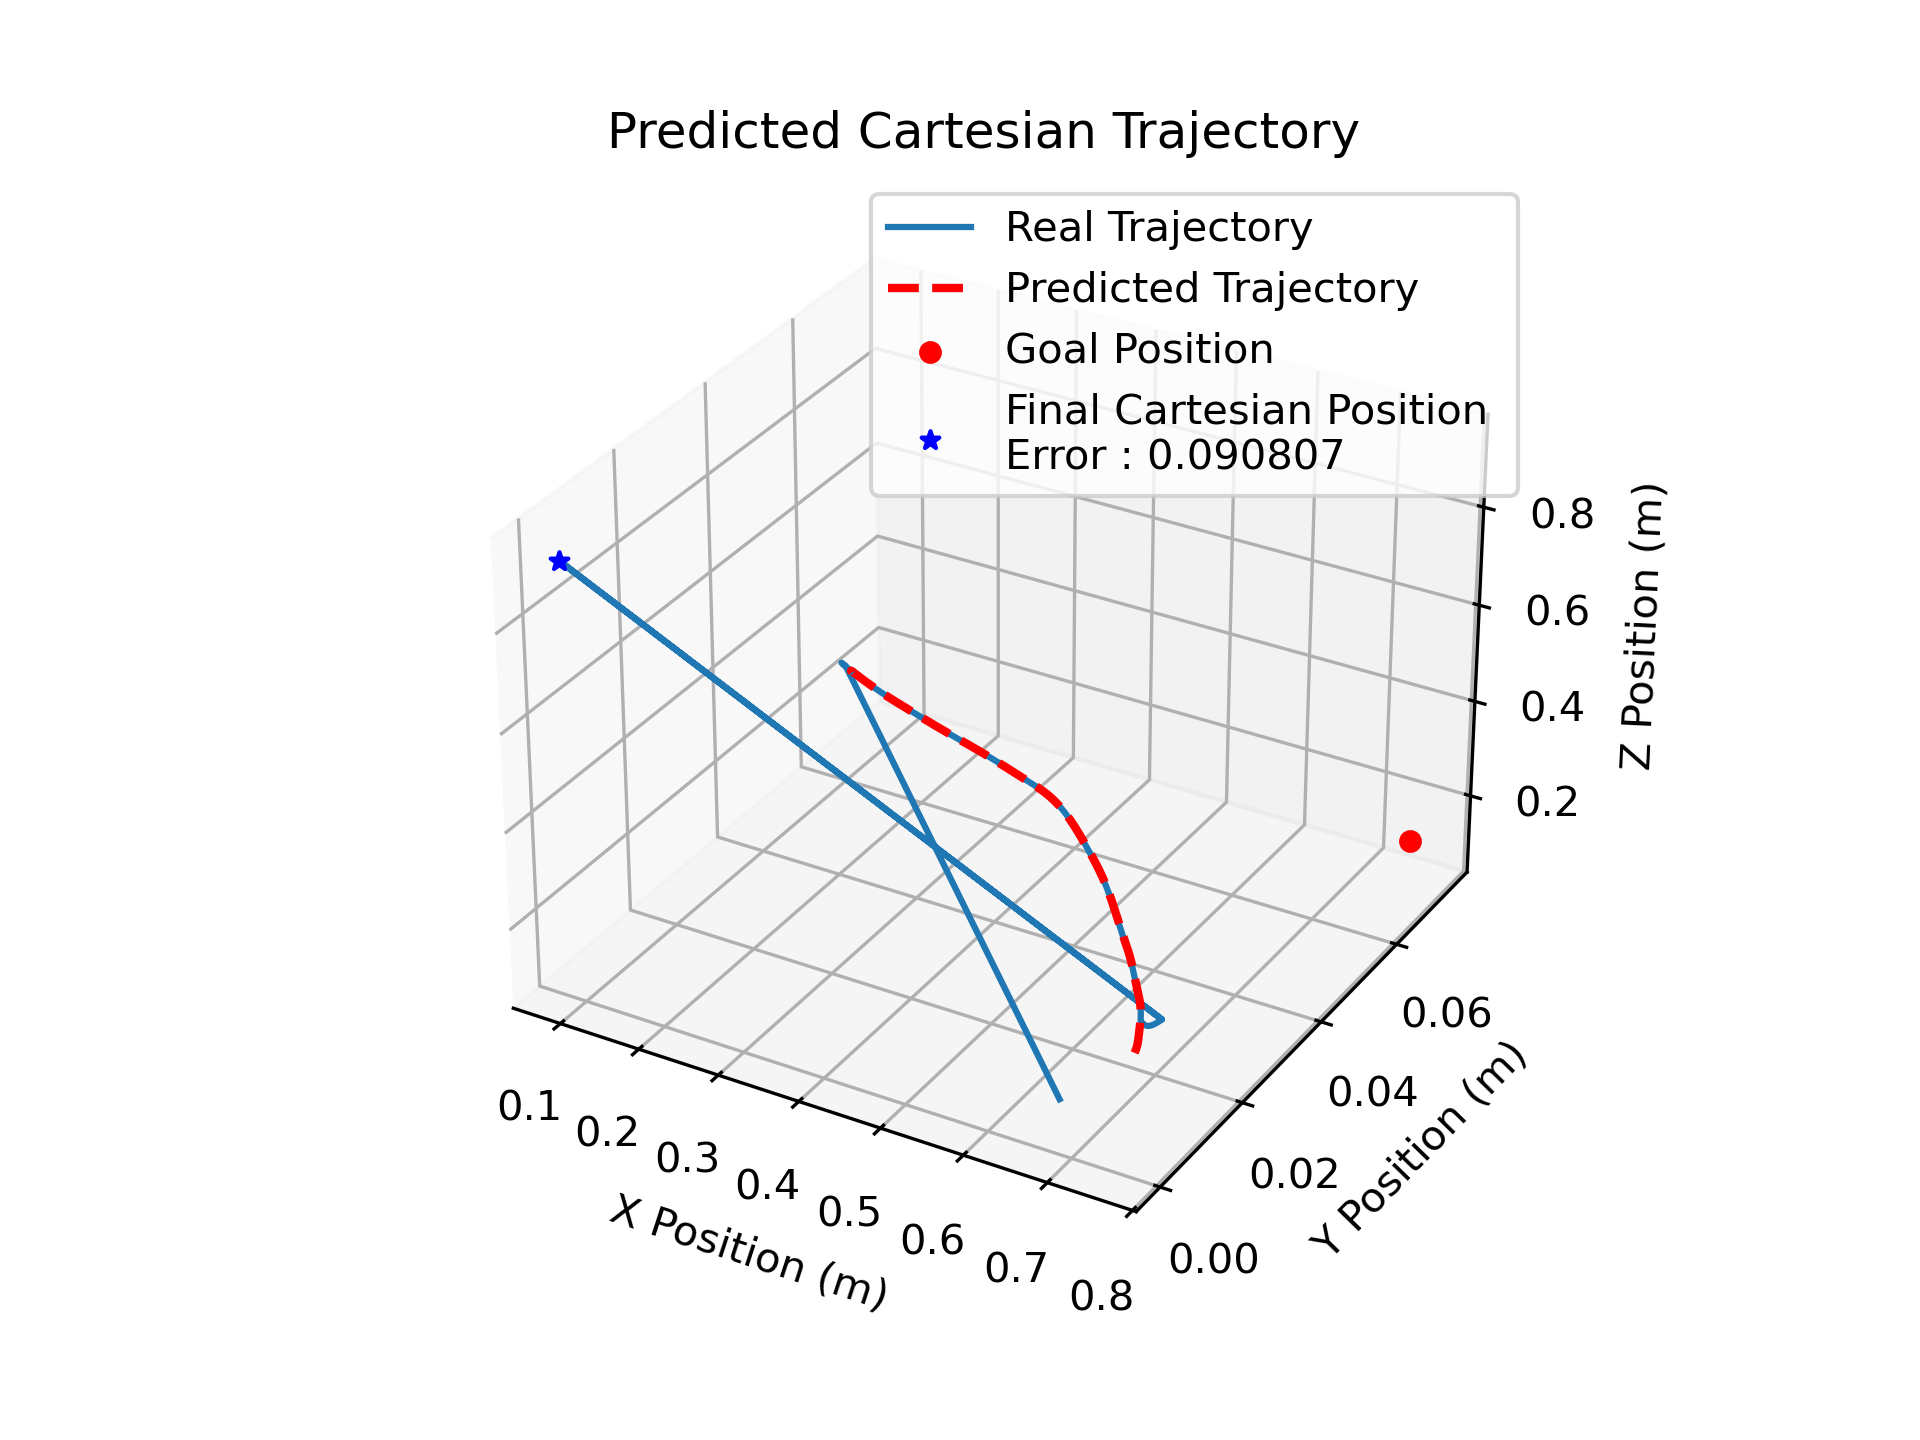 Predicted Cartesian Trajectory
Real Trajectory
Predicted Trajectory
Goal Position
Final Cartesian Position
Error : 0.090807
0.8
0.6
0.4
0.2
Z Position (m)
0.06
0.04
0.02
0.00
Y Position (m)
0.1
0.2
0.3
0.4
0.5
0.6
0.7
0.8
X Position (m)